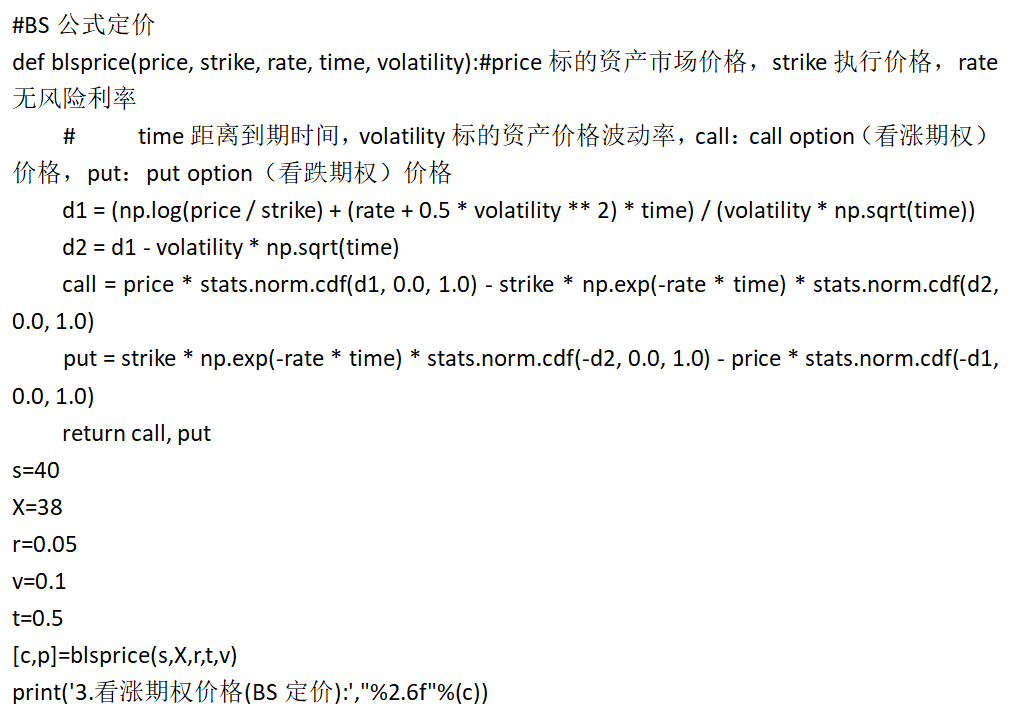 #BS 公式定价
def blsprice(price, strike, rate, time, volatility):#price 标的资产市场价格，strike 执行价格，rate
无风险利率
#        time 距离到期时间，volatility 标的资产价格波动率，call：call option（看涨期权）
价格，put：put option（看跌期权）价格
d1 = (np.log(price / strike) + (rate + 0.5 * volatility ** 2) * time) / (volatility * np.sqrt(time))
d2 = d1 - volatility * np.sqrt(time)
call = price * stats.norm.cdf(d1, 0.0, 1.0) - strike * np.exp(-rate * time) * stats.norm.cdf(d2,
0.0, 1.0)
put = strike * np.exp(-rate * time) * stats.norm.cdf(-d2, 0.0, 1.0) - price * stats.norm.cdf(-d1,
0.0, 1.0)
return call, put
s=40
X=38
r=0.05
v=0.1
t=0.5
[c,p]=blsprice(s,X,r,t,v)
print('3.看涨期权价格(BS 定价):',"%2.6f"%(c))